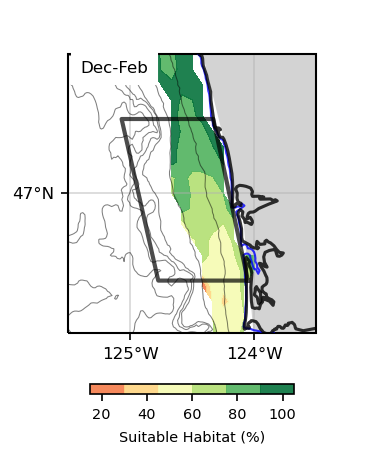 Dec-Feb
47°N
125°W 124°W
20 40 60 80 100
Suitable Habitat (%)